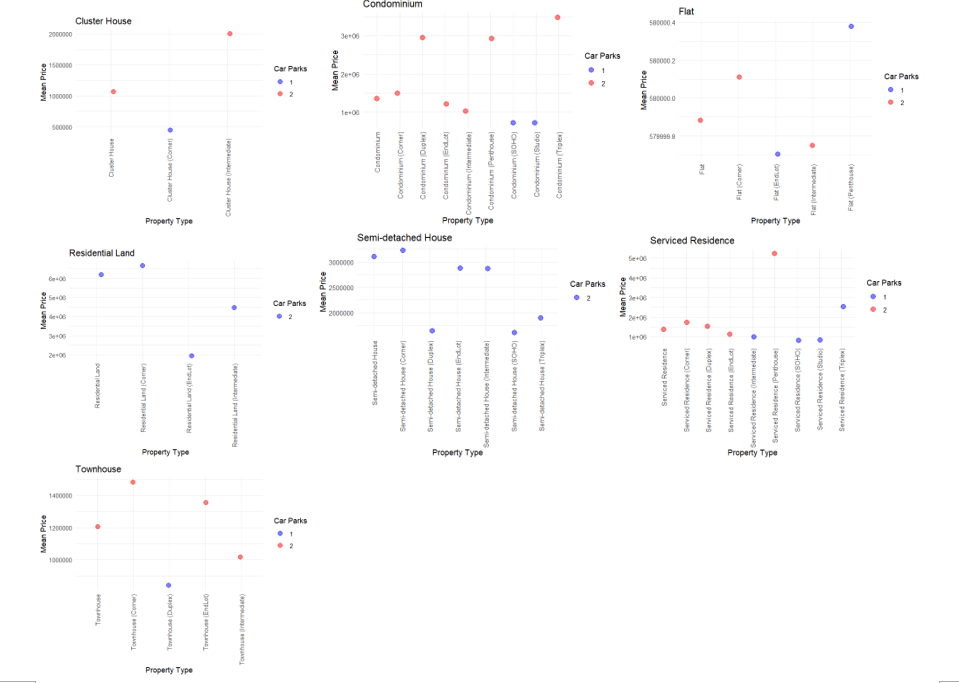 Cluster House
2000000
1500000
1000000
500000
Mean Price
Cluster House
Cluster House (Corner)
Cluster House (Intermediate)
Property Type
Car Parks
1
2
Condominium
3e+06
2e+06
1e+06
Mean Price
Condominium
Condominium (Corner)
Condominium (Duplex)
Condominium (EndLot)
Condominium (Intermediate)
Condominium (Penthouse)
Condominium (SOHO)
Condominium (Studio)
Condominium (Triplex)
Property Type
Car Parks
1
2
Flat
580000.4
580000.2
580000.0
579999.8
Mean Price
Flat
Flat (Corner)
Flat (EndLot)
Flat (Intermediate)
Flat (Penthouse)
Property Type
Car Parks
1
2
Residential Land
6e+06
5e+06
4e+06
3e+06
2e+06
Mean Price
Residential Land
Residential Land (Corner)
Residential Land (EndLot)
Residential Land (Intermediate)
Property Type
Car Parks
2
Semi-detached House
3000000
2500000
2000000
Mean Price
Semi-detached House
Semi-detached House (Corner)
Semi-detached House (Duplex)
Semi-detached House (EndLot)
Semi-detached House (Intermediate)
Semi-detached House (SOHO)
Semi-detached House (Triplex)
Property Type
Car Parks
2
Serviced Residence
5e+06
4e+06
3e+06
2e+06
1e+06
Mean Price
Serviced Residence
Serviced Residence (Corner)
Serviced Residence (Duplex)
Serviced Residence (EndLot)
Serviced Residence (Intermediate)
Serviced Residence (Penthouse)
Serviced Residence (SOHO)
Serviced Residence (Studio)
Serviced Residence (Triplex)
Property Type
Car Parks
1
2
Townhouse
1400000
1200000
1000000
Mean Price
Townhouse
Townhouse (Corner)
Townhouse (Duplex)
Townhouse (EndLot)
Townhouse (Intermediate)
Property Type
Car Parks
1
2